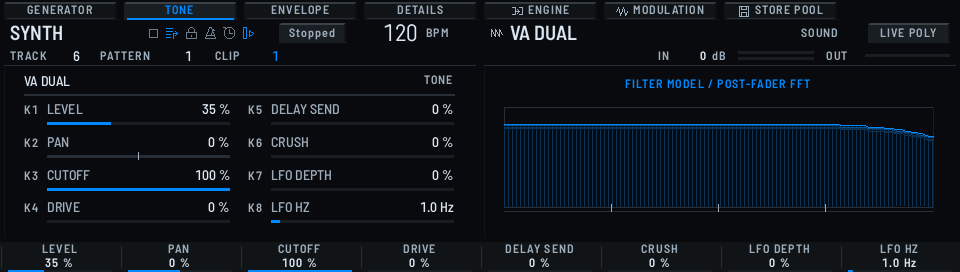 GENERATOR TONE ENVELOPE DETAILS ENGINE MODULATION STORE POOL
SYNTH Stopped 120 BPM VA DUAL SOUND LIVE POLY
TRACK 6 PATTERN 1 CLIP 1 IN 0 dB OUT
VA DUAL TONE
FILTER MODEL / POST-FADER FFT
K1 LEVEL 35 % K5 DELAY SEND 0 %
K2 PAN 0 % K6 CRUSH 0 %
K3 CUTOFF 100 % K7 LFO DEPTH 0 %
K4 DRIVE 0 % K8 LFO HZ 1.0 Hz
LEVEL PAN CUTOFF DRIVE DELAY SEND CRUSH LFO DEPTH LFO HZ
35 % 0 % 100 % 0 % 0 % 0 % 0 % 1.0 Hz